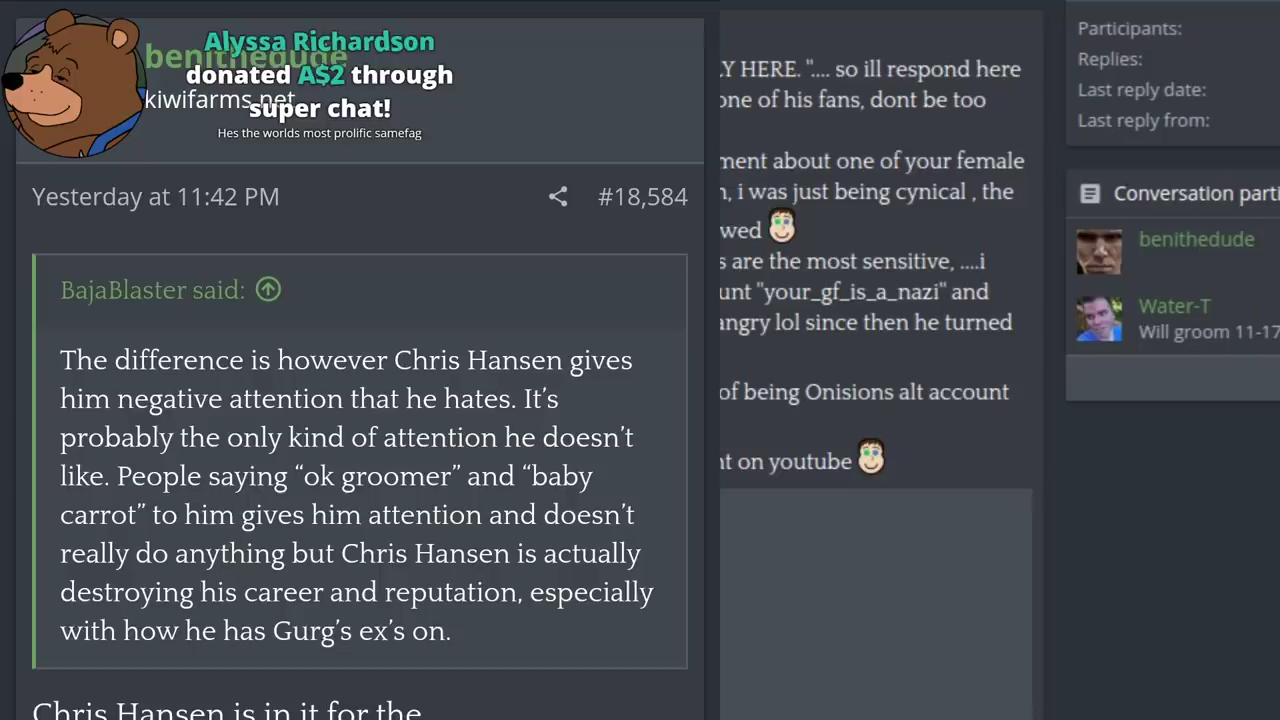 Alyssa Richardson
benithedude
donated A$2 through
kiwifarms.net
super chat!
Hes the worlds most prolific samefag
Yesterday at 11:42 PM
#18,584
BajaBlaster said:
The difference is however Chris Hansen gives
him negative attention that he hates. It’s
probably the only kind of attention he doesn’t
like. People saying “ok groomer” and “baby
carrot” to him gives him attention and doesn’t
really do anything but Chris Hansen is actually
destroying his career and reputation, especially
with how he has Gurg’s ex’s on.
Chris Hansen is in it for the
Y HERE. ".... so ill respond here
one of his fans, dont be too
ment about one of your female
, i was just being cynical , the
wed
s are the most sensitive, ....i
unt "your_gf_is_a_nazi" and
angry lol since then he turned
of being Onisions alt account
t on youtube
Participants:
Replies:
Last reply date:
Last reply from:
Conversation parti
benithedude
Water-T
Will groom 11-17